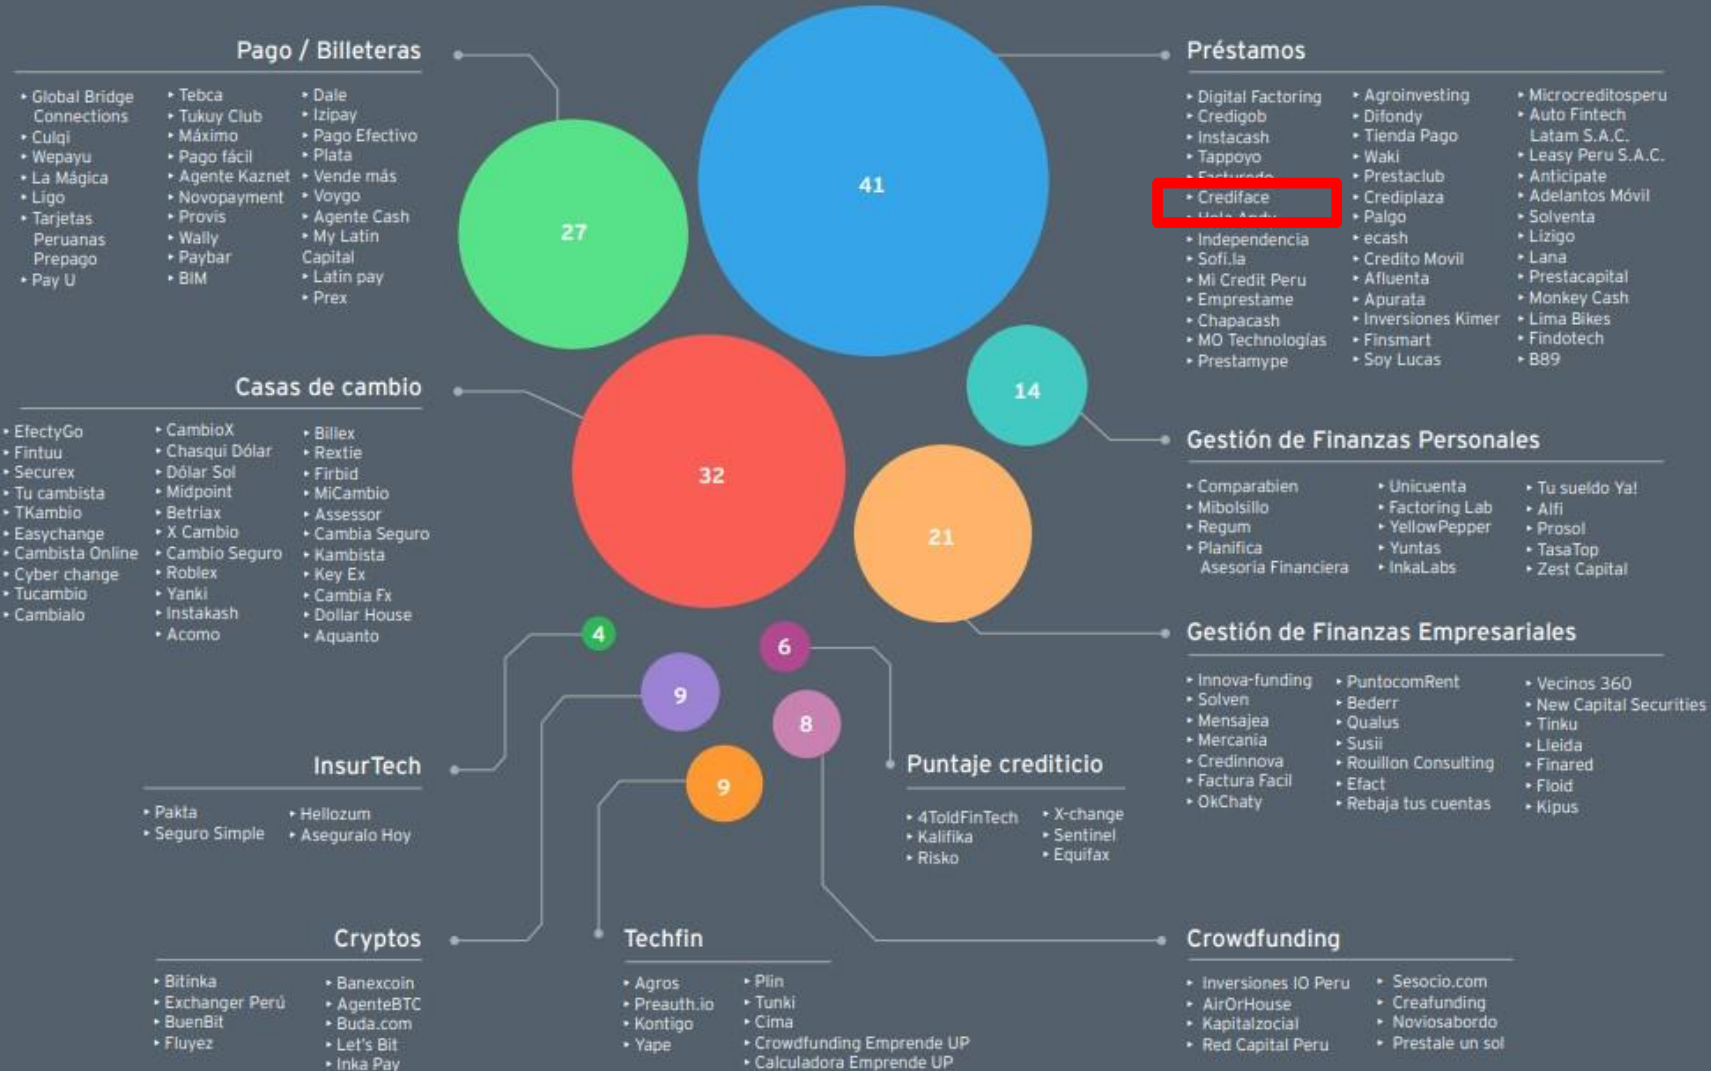 Pago / Billeteras
‣ Global Bridge
Connections
‣ Culqi
‣ Wepayu
‣ La Mágica
‣ Ligo
‣ Tarjetas
Peruanas
Prepago
‣ Pay U
‣ Tebca
‣ Tukuy Club
‣ Máximo
‣ Pago fácil
‣ Agente Kaznet
‣ Novopayment
‣ Provis
‣ Wally
‣ Paybar
‣ BIM
‣ Dale
‣ Izipay
‣ Pago Efectivo
‣ Plata
‣ Vende más
‣ Voygo
‣ Agente Cash
‣ My Latin
Capital
‣ Latin pay
‣ Prex
27
41
Préstamos
‣ Digital Factoring
‣ Credigob
‣ Instacash
‣ Tappoyo
‣ Facturedo
‣ Crediface
‣ Hola Andy
‣ Independencia
‣ Sofi.la
‣ Mi Credit Peru
‣ Emprestame
‣ Chapacash
‣ MO Technologías
‣ Prestamype
‣ Agroinvesting
‣ Difondy
‣ Tienda Pago
‣ Waki
‣ Prestaclub
‣ Crediplaza
‣ Palgo
‣ ecash
‣ Credito Movil
‣ Afluenta
‣ Apurata
‣ Inversiones Kimer
‣ Finsmart
‣ Soy Lucas
‣ Microcreditosperu
‣ Auto Fintech
Latam S.A.C.
‣ Leasy Peru S.A.C.
‣ Anticipate
‣ Adelantos Móvil
‣ Solventa
‣ Lizigo
‣ Lana
‣ Prestacapital
‣ Monkey Cash
‣ Lima Bikes
‣ Findotech
‣ B89
Casas de cambio
‣ EfectyGo
‣ Fintuu
‣ Securex
‣ Tu cambista
‣ TKambio
‣ Easychange
‣ Cambista Online
‣ Cyber change
‣ Tucambio
‣ Cambialo
‣ CambioX
‣ Chasqui Dólar
‣ Dólar Sol
‣ Midpoint
‣ Betriax
‣ X Cambio
‣ Cambio Seguro
‣ Roblex
‣ Yanki
‣ Instakash
‣ Acomo
‣ Billex
‣ Rextie
‣ Firbid
‣ MiCambio
‣ Assessor
‣ Cambia Seguro
‣ Kambista
‣ Key Ex
‣ Cambia Fx
‣ Dollar House
‣ Aquanto
32
14
Gestión de Finanzas Personales
‣ Comparabien
‣ Mibolsillo
‣ Regum
‣ Planifica
Asesoria Financiera
‣ Unicuenta
‣ Factoring Lab
‣ YellowPepper
‣ Yuntas
‣ InkaLabs
‣ Tu sueldo Ya!
‣ Alfi
‣ Prosol
‣ TasaTop
‣ Zest Capital
21
Gestión de Finanzas Empresariales
‣ Innova-funding
‣ Solven
‣ Mensajea
‣ Mercania
‣ Credinnova
‣ Factura Facil
‣ OkChaty
‣ PuntocomRent
‣ Bederr
‣ Qualus
‣ Susii
‣ Rouillon Consulting
‣ Efact
‣ Rebaja tus cuentas
‣ Vecinos 360
‣ New Capital Securities
‣ Tinku
‣ Lleida
‣ Finared
‣ Floid
‣ Kipus
4
6
9
8
9
InsurTech
‣ Pakta
‣ Seguro Simple
‣ Hellozum
‣ Aseguralo Hoy
Puntaje crediticio
‣ 4ToldFinTech
‣ Kalifika
‣ Risko
‣ X-change
‣ Sentinel
‣ Equifax
Cryptos
‣ Bitinka
‣ Exchanger Perú
‣ BuenBit
‣ Fluyez
‣ Banexcoin
‣ AgenteBTC
‣ Buda.com
‣ Let's Bit
‣ Inka Pay
Techfin
‣ Agros
‣ Preauth.io
‣ Kontigo
‣ Yape
‣ Plin
‣ Tunki
‣ Cima
‣ Crowdfunding Emprende UP
‣ Calculadora Emprende UP
Crowdfunding
‣ Inversiones IO Peru
‣ AirOrHouse
‣ Kapitalzocial
‣ Red Capital Peru
‣ Sesocio.com
‣ Creafunding
‣ Noviosabordo
‣ Prestale un sol